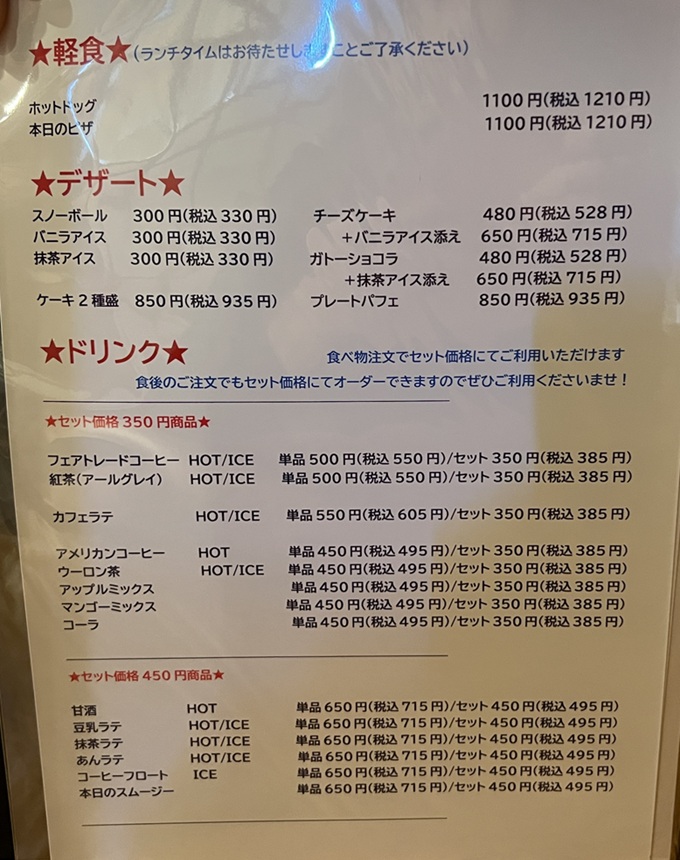 ★軽食★(ランチタイムはお待たせしますことご了承ください)
ホットドッグ 1100円(税込1210円)
本日のピザ 1100円(税込1210円)
★デザート★
スノーボール 300円(税込330円) チーズケーキ 480円(税込528円)
バニラアイス 300円(税込330円) +バニラアイス添え 650円(税込715円)
抹茶アイス 300円(税込330円) ガトーショコラ 480円(税込528円)
+抹茶アイス添え 650円(税込715円)
ケーキ2種盛 850円(税込935円) プレートパフェ 850円(税込935円)
★ドリンク★ 食べ物注文でセット価格にてご利用いただけます
食後のご注文でもセット価格にてオーダーできますのでぜひご利用くださいませ!
★セット価格350円商品★
フェアトレードコーヒー HOT/ICE 単品500円(税込550円)/セット350円(税込385円)
紅茶(アールグレイ) HOT/ICE 単品500円(税込550円)/セット350円(税込385円)
カフェラテ HOT/ICE 単品550円(税込605円)/セット350円(税込385円)
アメリカンコーヒー HOT 単品450円(税込495円)/セット350円(税込385円)
ウーロン茶 HOT/ICE 単品450円(税込495円)/セット350円(税込385円)
アップルミックス 単品450円(税込495円)/セット350円(税込385円)
マンゴーミックス 単品450円(税込495円)/セット350円(税込385円)
コーラ 単品450円(税込495円)/セット350円(税込385円)
★セット価格450円商品★
甘酒 HOT 単品650円(税込715円)/セット450円(税込495円)
豆乳ラテ HOT/ICE 単品650円(税込715円)/セット450円(税込495円)
抹茶ラテ HOT/ICE 単品650円(税込715円)/セット450円(税込495円)
あんラテ HOT/ICE 単品650円(税込715円)/セット450円(税込495円)
コーヒーフロート ICE 単品650円(税込715円)/セット450円(税込495円)
本日のスムージー 単品650円(税込715円)/セット450円(税込495円)